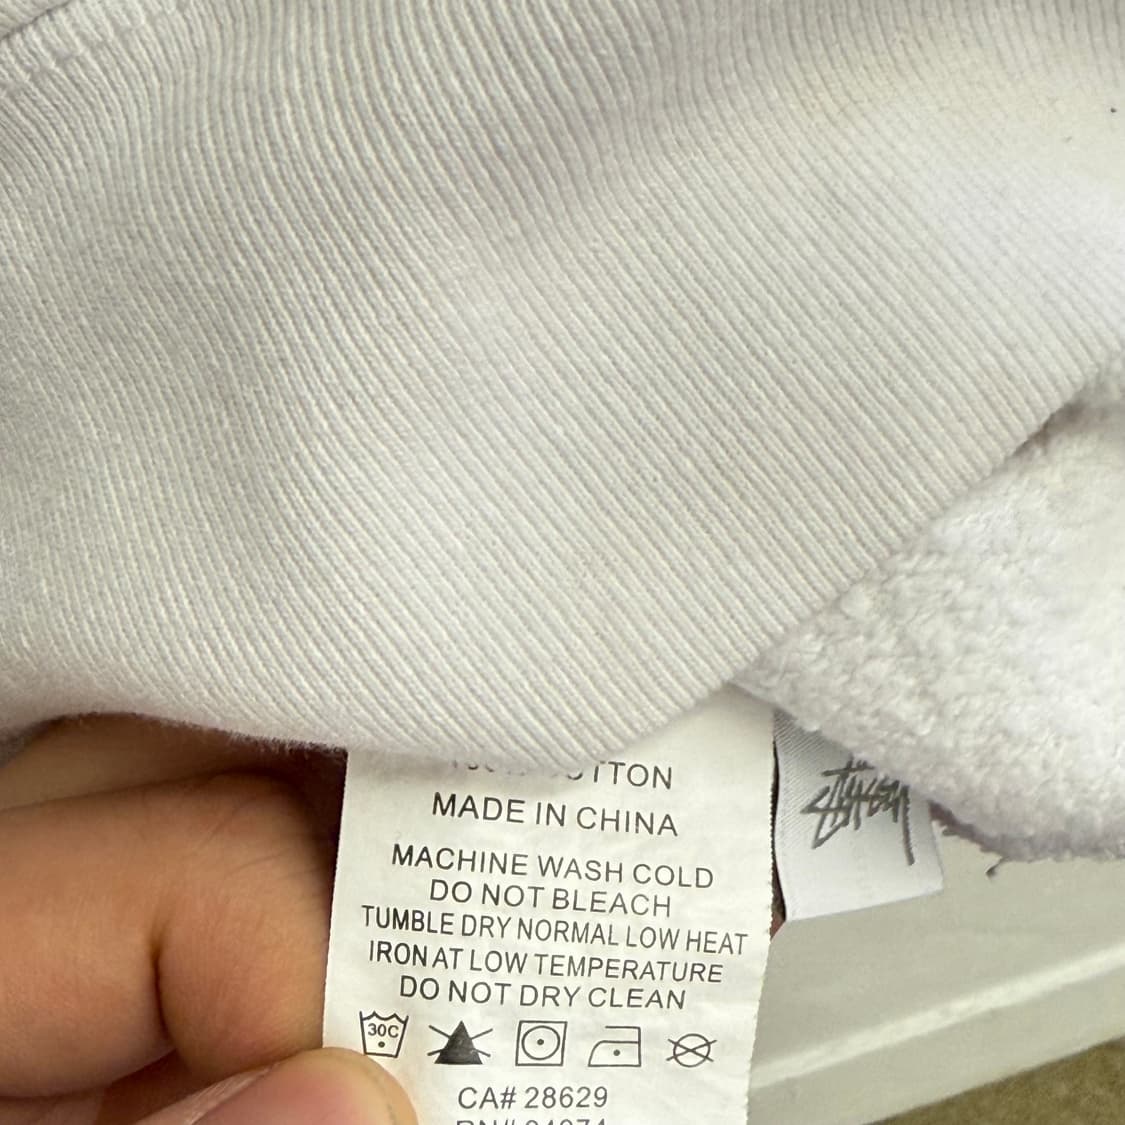 MADE IN CHINA
MACHINE WASH COLD
DO NOT BLEACH
TUMBLE DRY NORMAL LOW HEAT
IRON AT LOW TEMPERATURE
DO NOT DRY CLEAN
30C
CA# 28629
Stüssy